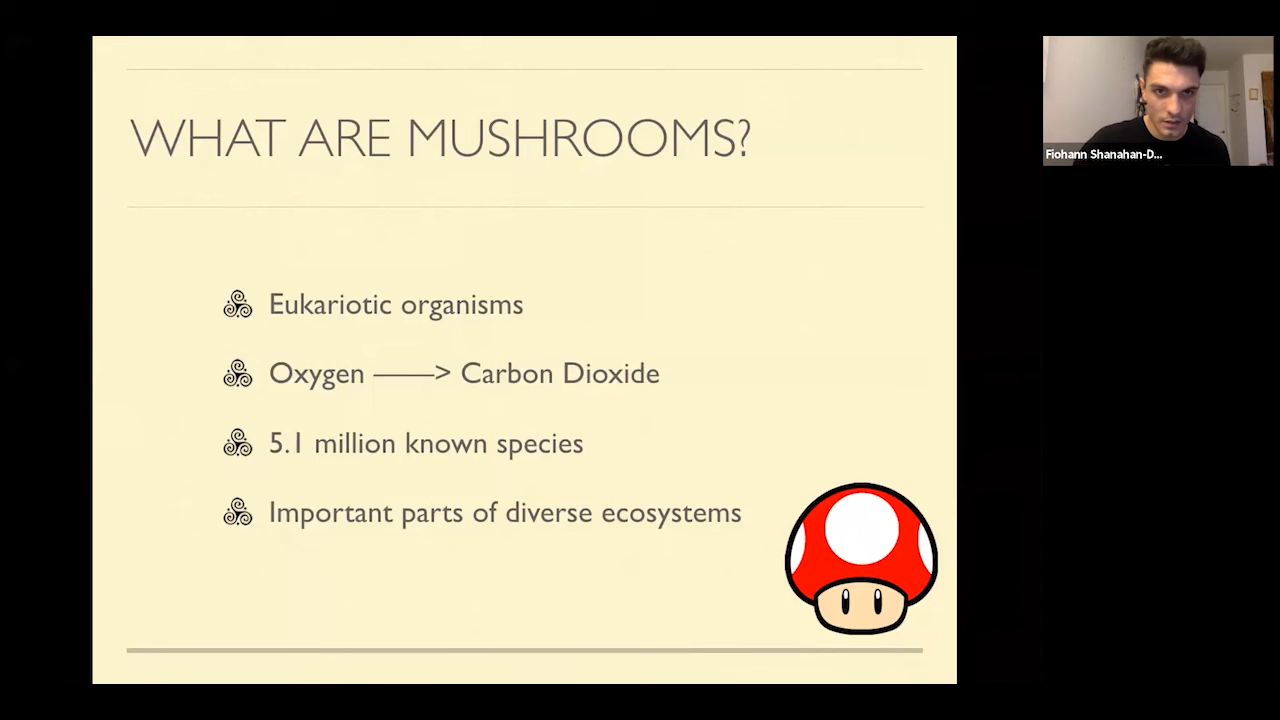 WHAT ARE MUSHROOMS?
Eukariotic organisms
Oxygen ——> Carbon Dioxide
5.1 million known species
Important parts of diverse ecosystems
Fiohann Shanahan-D...